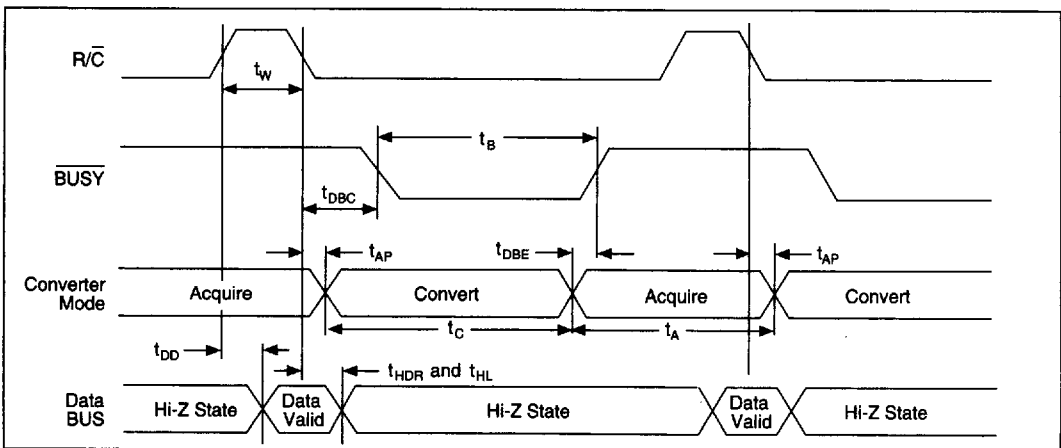 R/C̅
t_W
t_B
B̅U̅S̅Y̅
t_DBC
t_AP
t_DBE
t_AP
Converter
Mode
Acquire
Convert
Acquire
Convert
t_C
t_A
t_DD
t_HDR and t_HL
Data
BUS
Hi-Z State
Data
Valid
Hi-Z State
Data
Valid
Hi-Z State